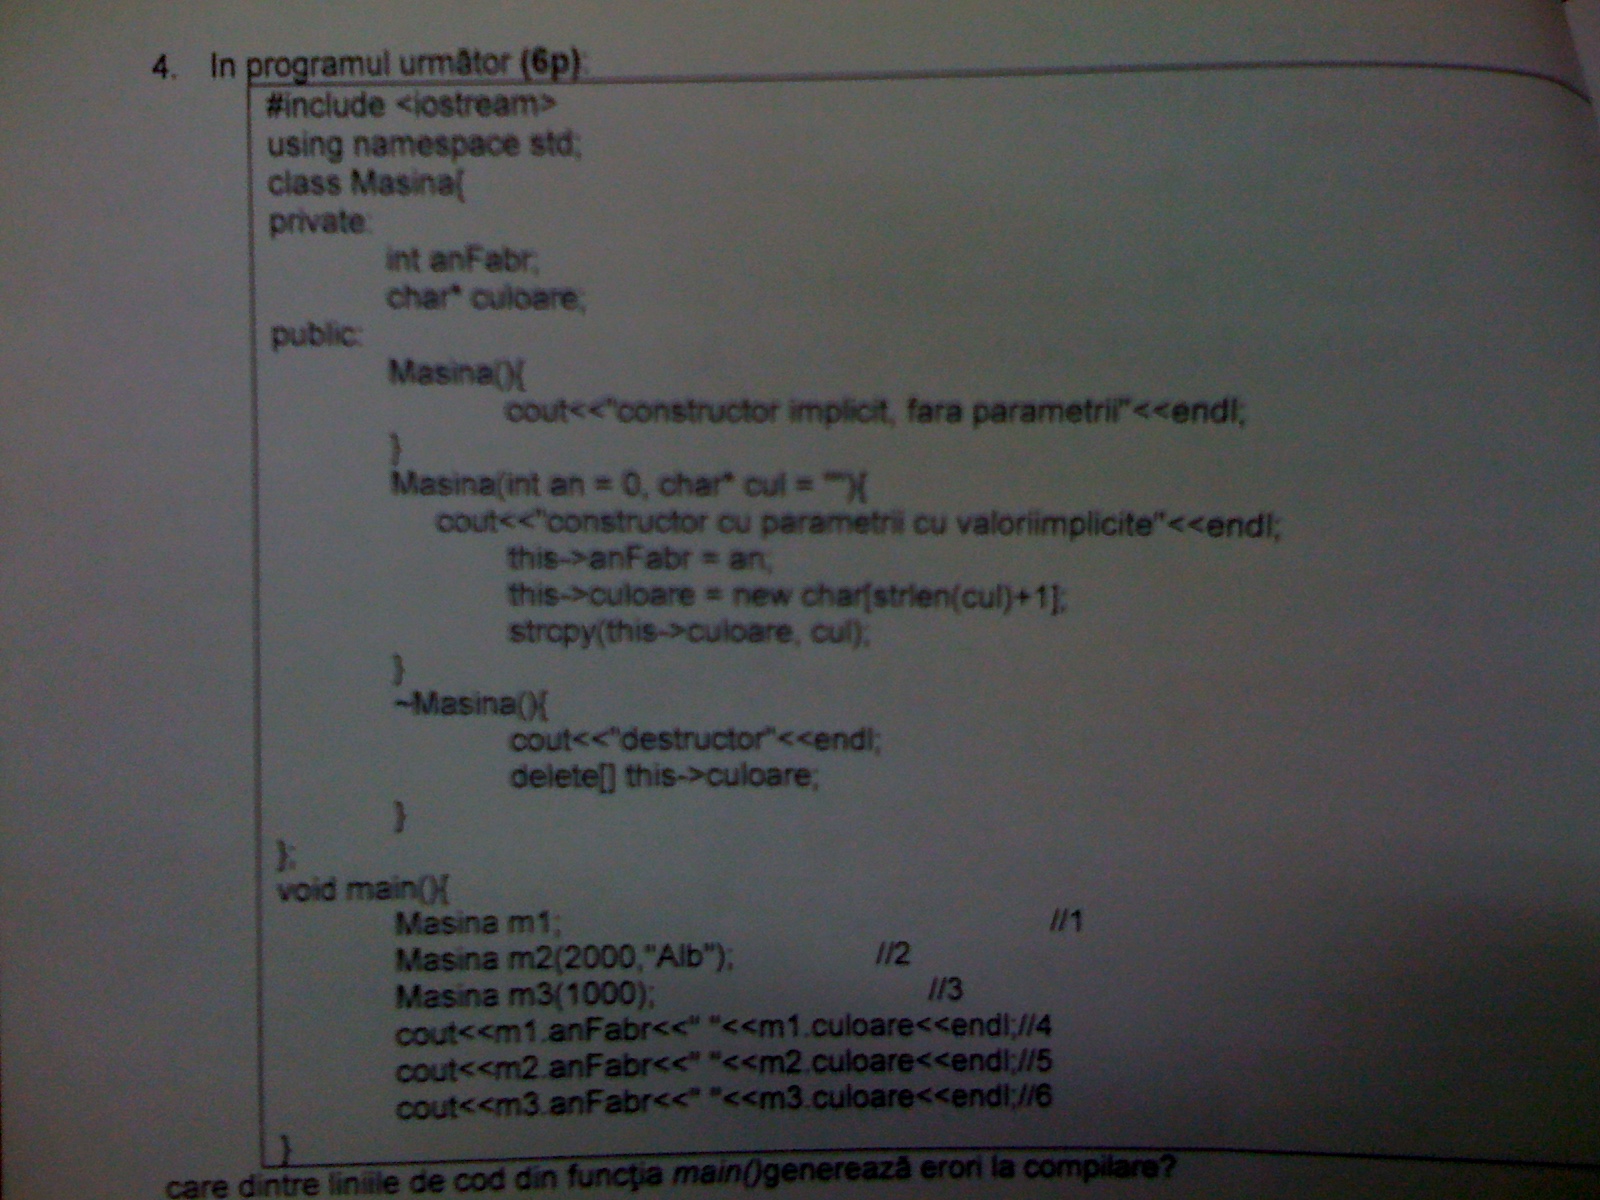 4. In programul următor (6p):
#include <iostream>
using namespace std;
class Masina{
private:
int anFabr;
char* culoare;
public:
Masina(){
cout<<"constructor implicit, fara parametrii"<<endl;
}
Masina(int an = 0, char* cul = ""){
cout<<"constructor cu parametrii cu valoriimplicite"<<endl;
this->anFabr = an;
this->culoare = new char[strlen(cul)+1];
strcpy(this->culoare, cul);
}
~Masina(){
cout<<"destructor"<<endl;
delete[] this->culoare;
}
};
void main(){
Masina m1; //1
Masina m2(2000,"Alb"); //2
Masina m3(1000); //3
cout<<m1.anFabr<<" "<<m1.culoare<<endl;//4
cout<<m2.anFabr<<" "<<m2.culoare<<endl;//5
cout<<m3.anFabr<<" "<<m3.culoare<<endl;//6
}
care dintre liniile de cod din funcția main()generează erori la compilare?